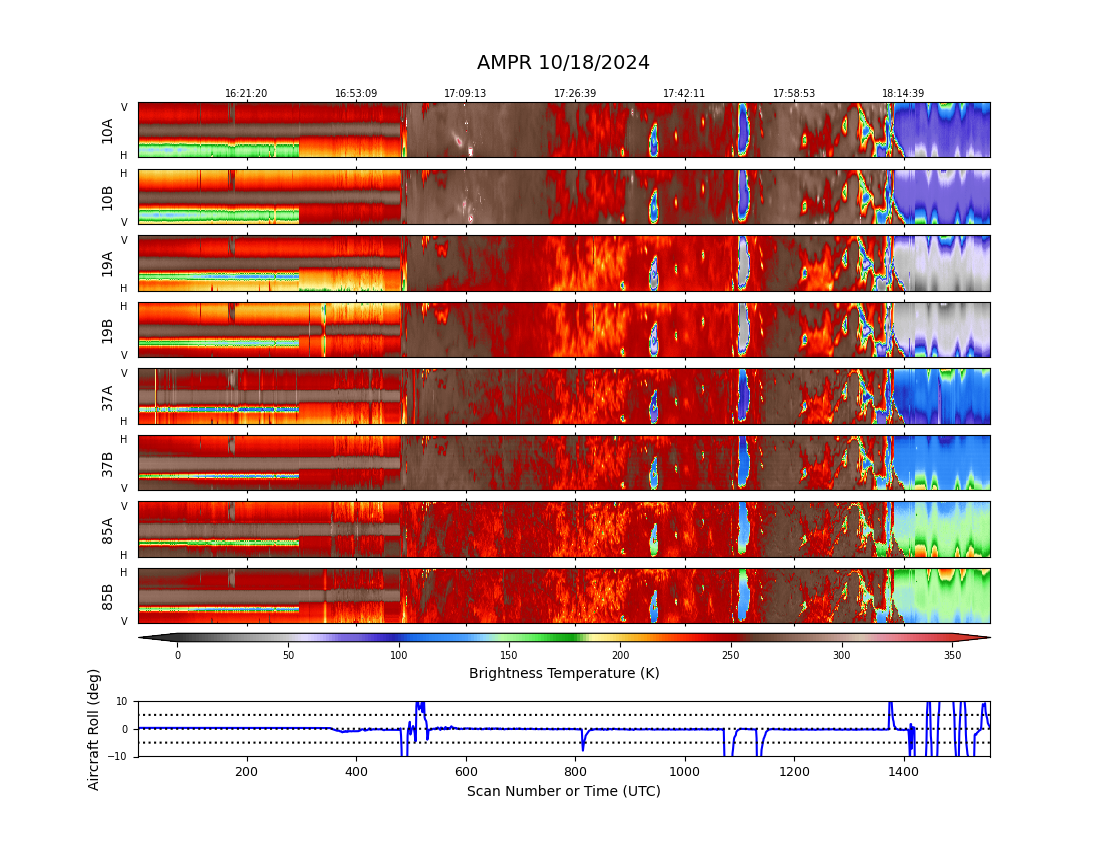 AMPR 10/18/2024
16:21:20 16:53:09 17:09:13 17:26:39 17:42:11 17:58:53 18:14:39
V
10A
H
H
10B
V
V
19A
H
H
19B
V
V
37A
H
H
37B
V
V
85A
H
H
85B
V
0 50 100 150 200 250 300 350
Brightness Temperature (K)
Aircraft Roll (deg)
10
0
−10
200 400 600 800 1000 1200 1400
Scan Number or Time (UTC)